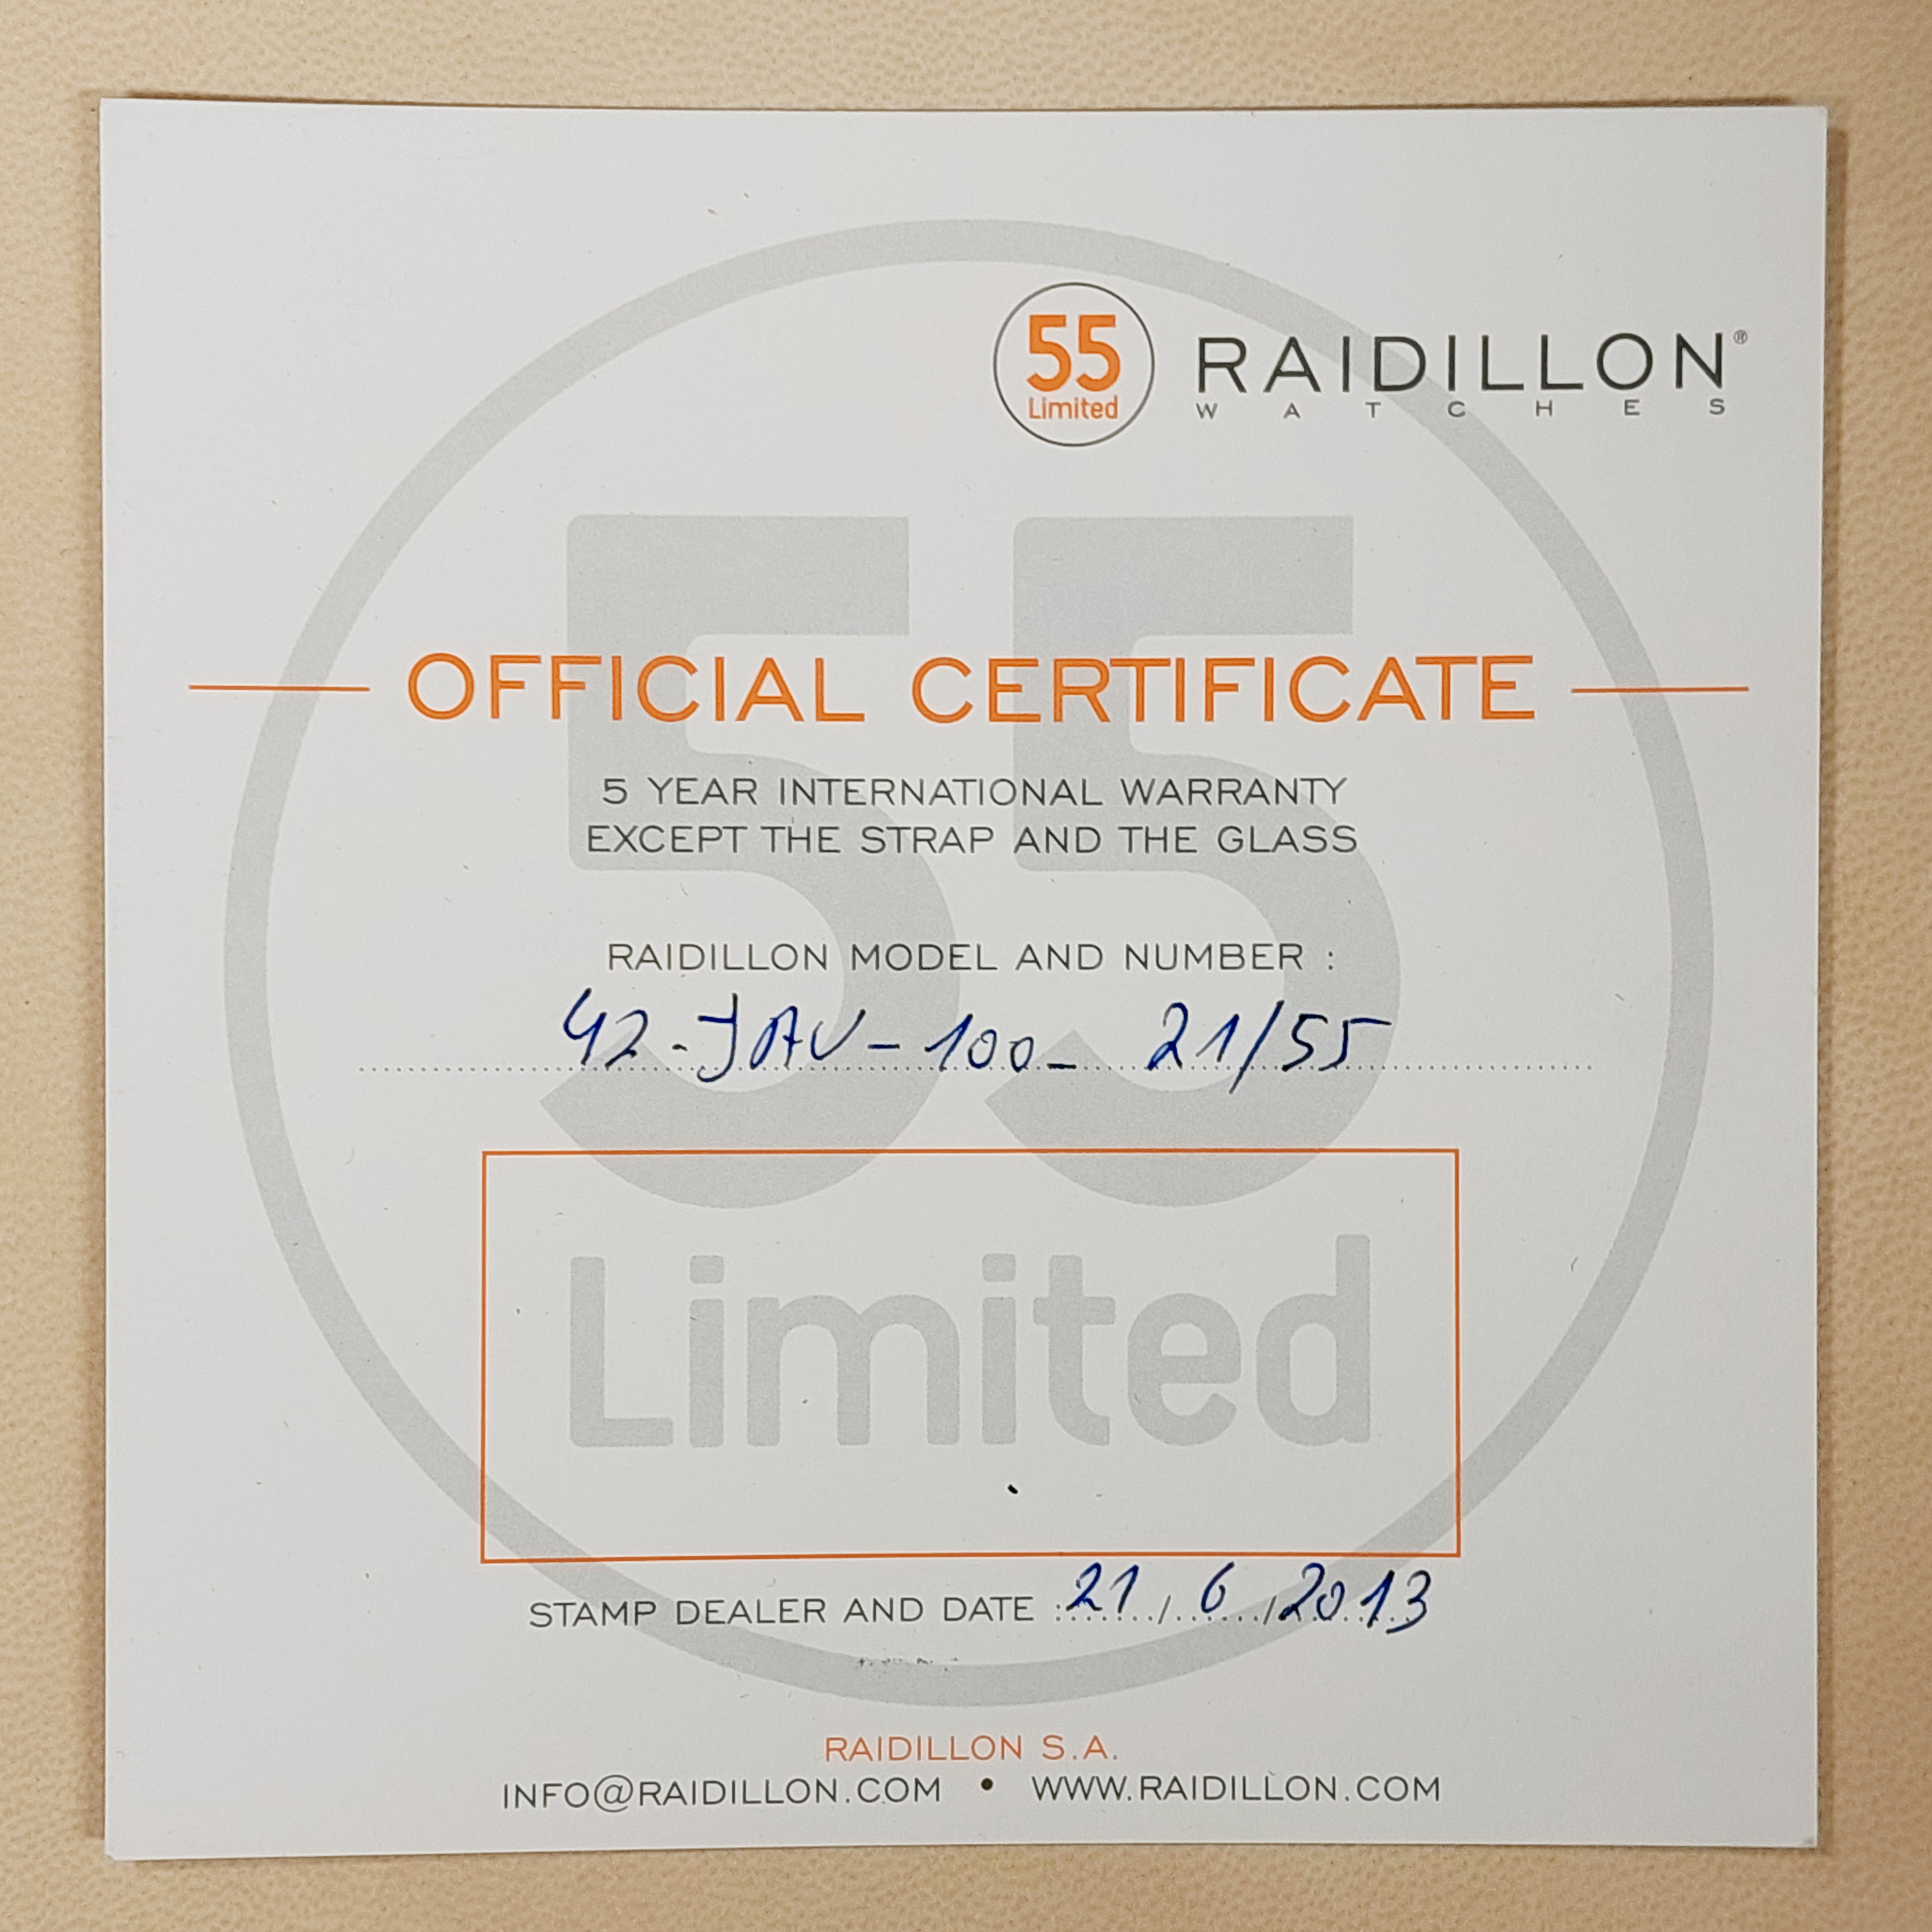 55
Limited
RAIDILLON®
WATCHES
55
OFFICIAL CERTIFICATE
5 YEAR INTERNATIONAL WARRANTY
EXCEPT THE STRAP AND THE GLASS
RAIDILLON MODEL AND NUMBER :
42-JAV-100- 21/55
Limited
STAMP DEALER AND DATE : 21 / 6 / 2013
RAIDILLON S.A.
INFO@RAIDILLON.COM • WWW.RAIDILLON.COM